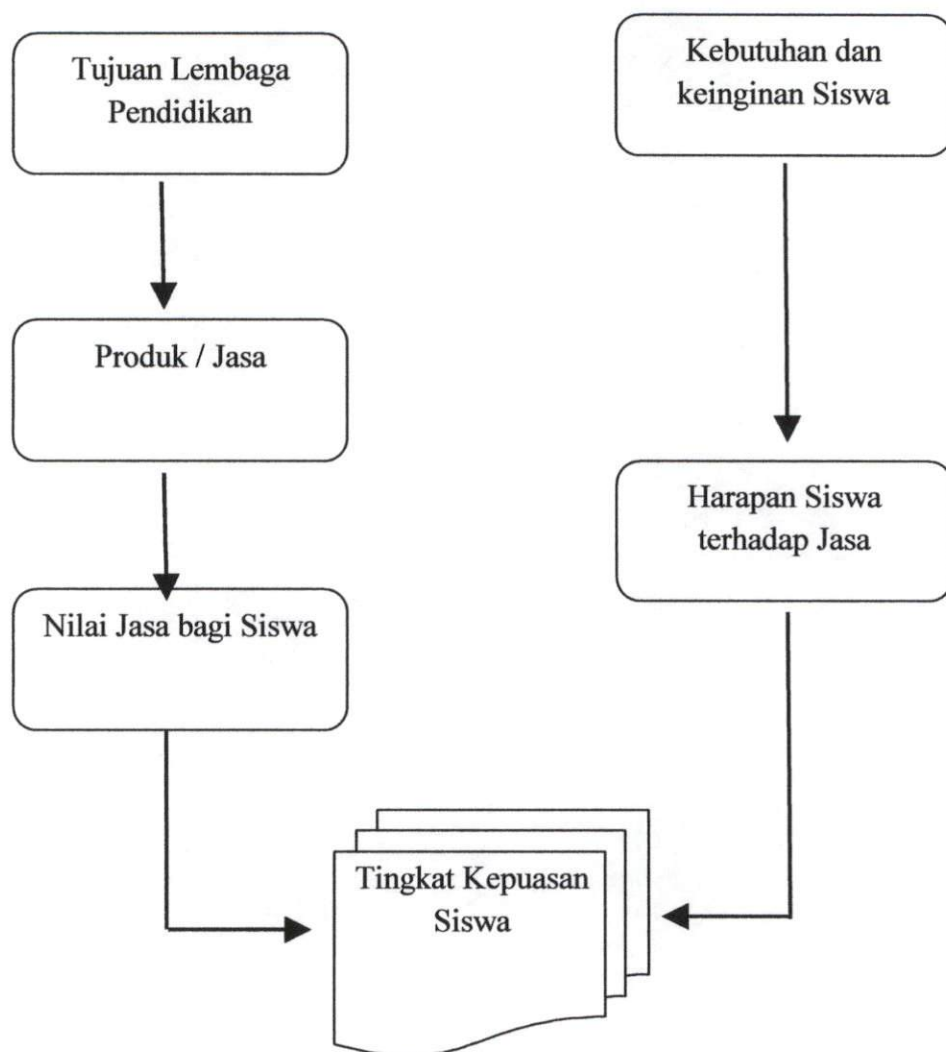 Tujuan Lembaga
Pendidikan
Kebutuhan dan
keinginan Siswa
Produk / Jasa
Harapan Siswa
terhadap Jasa
Nilai Jasa bagi Siswa
Tingkat Kepuasan
Siswa